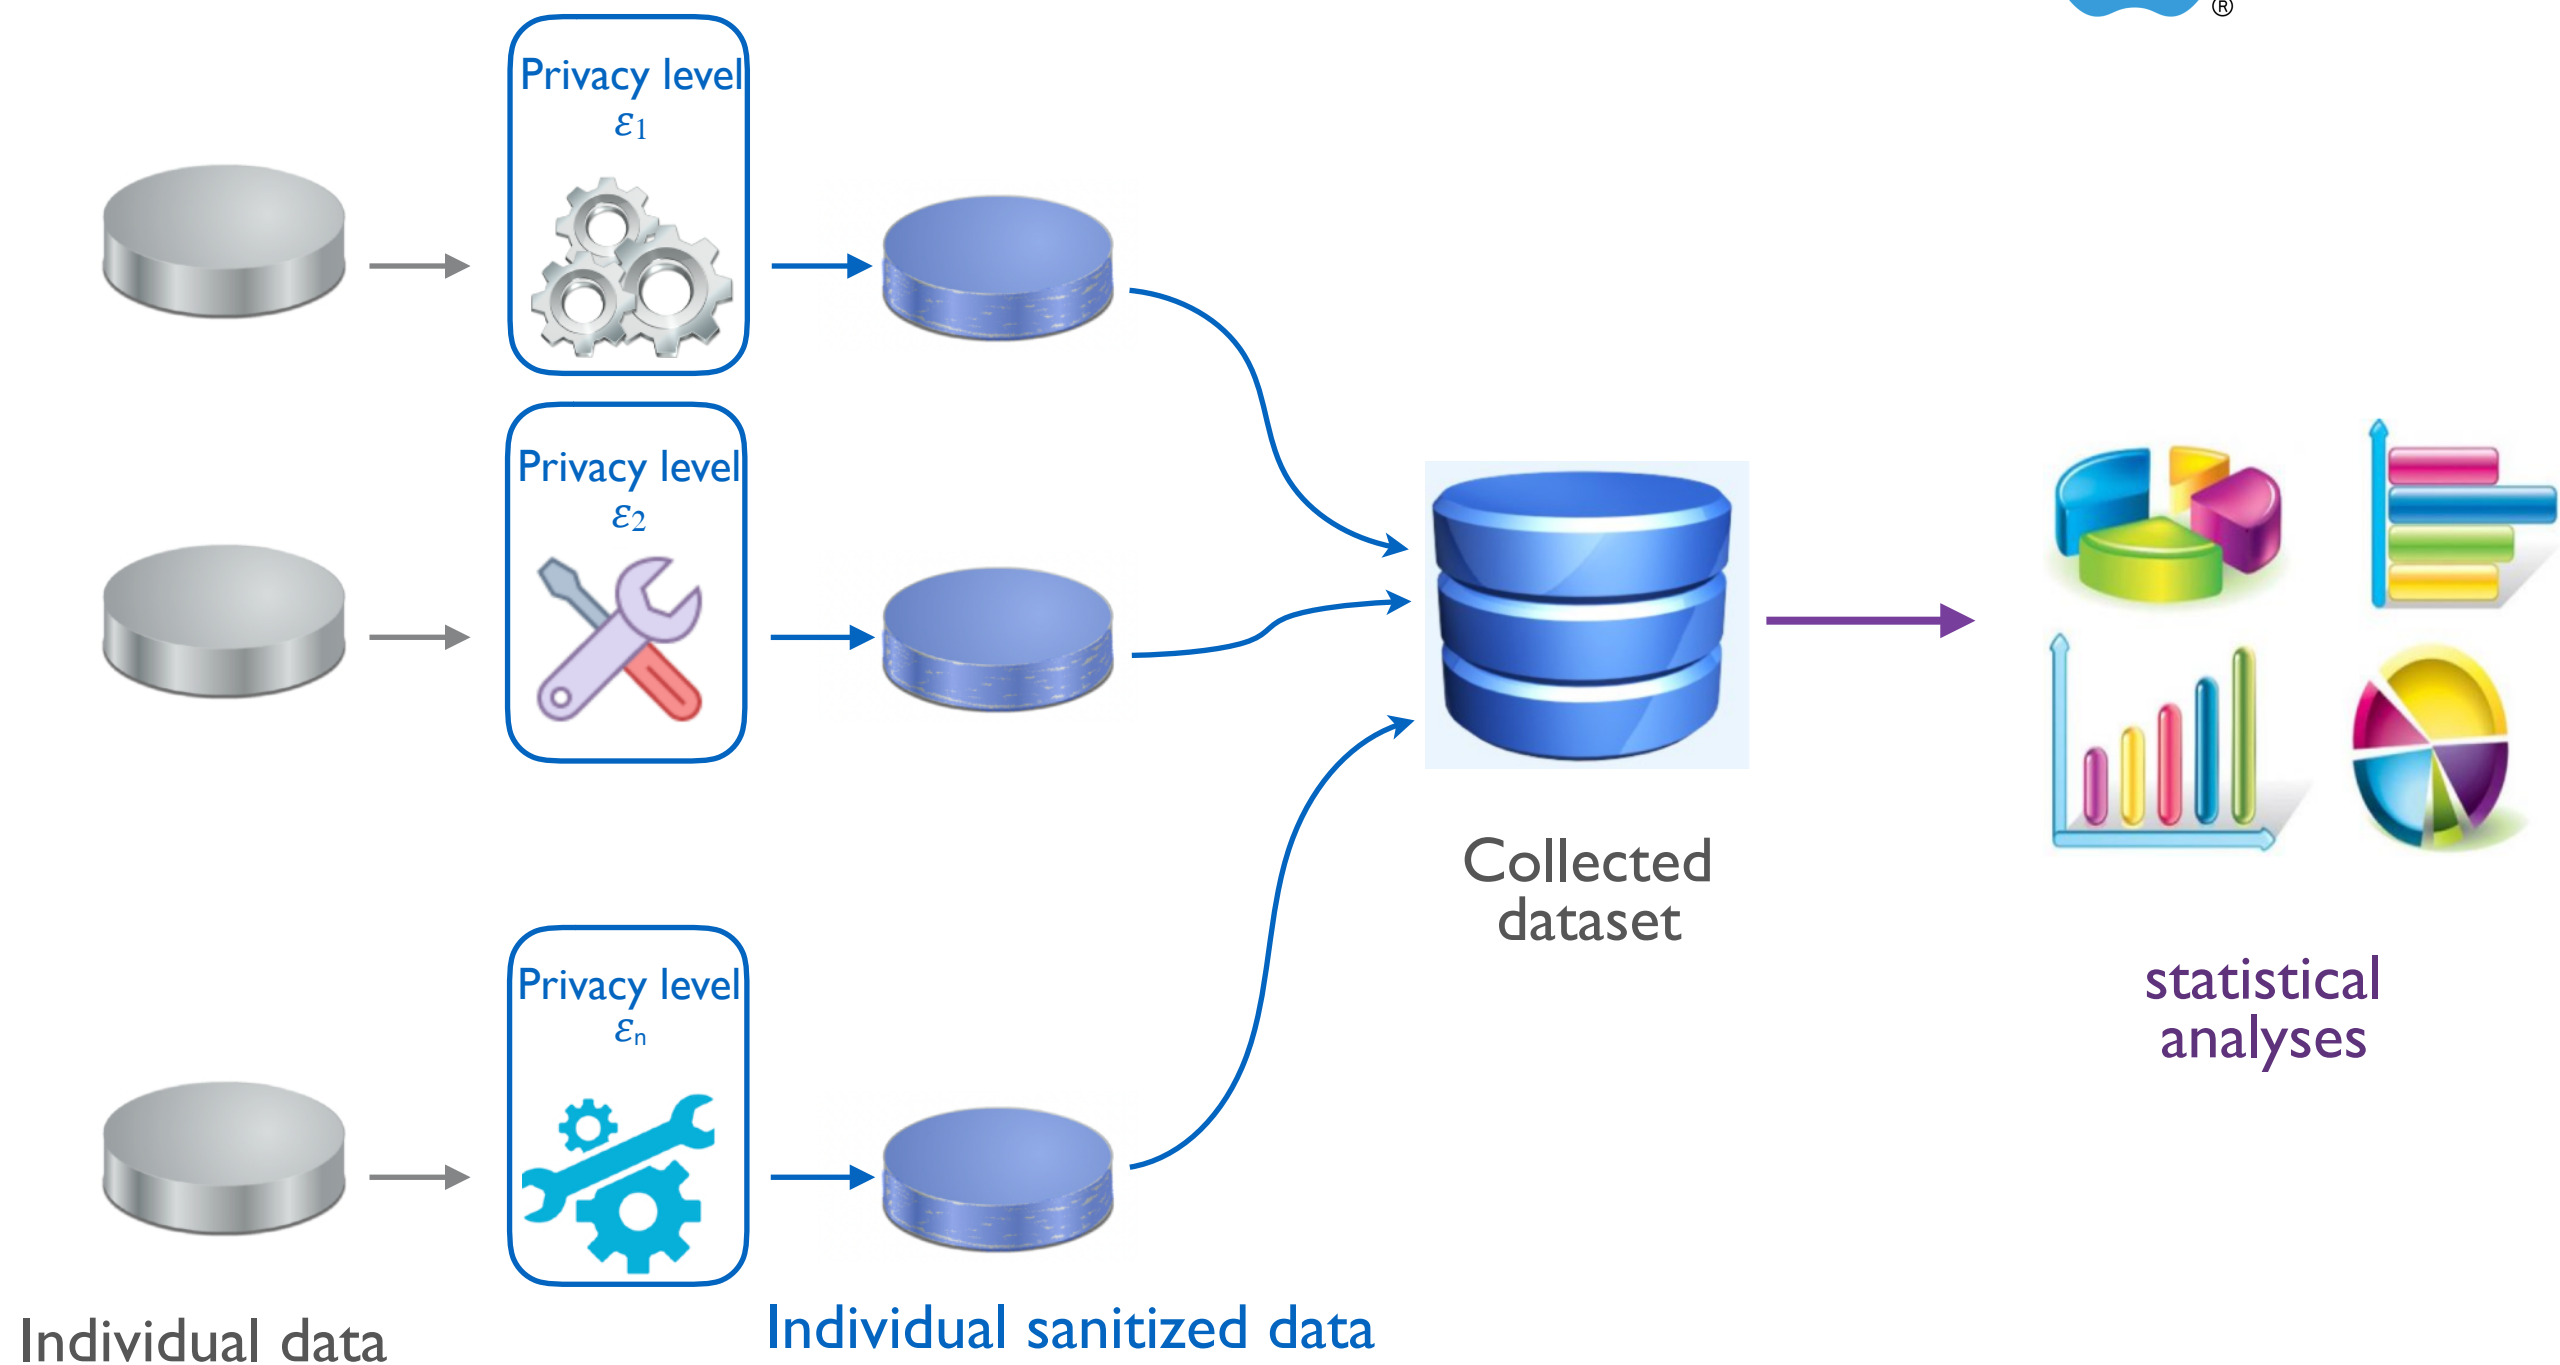 ®
Privacy level
ε1
Privacy level
ε2
Privacy level
εn
Individual data
Individual sanitized data
Collected
dataset
statistical
analyses